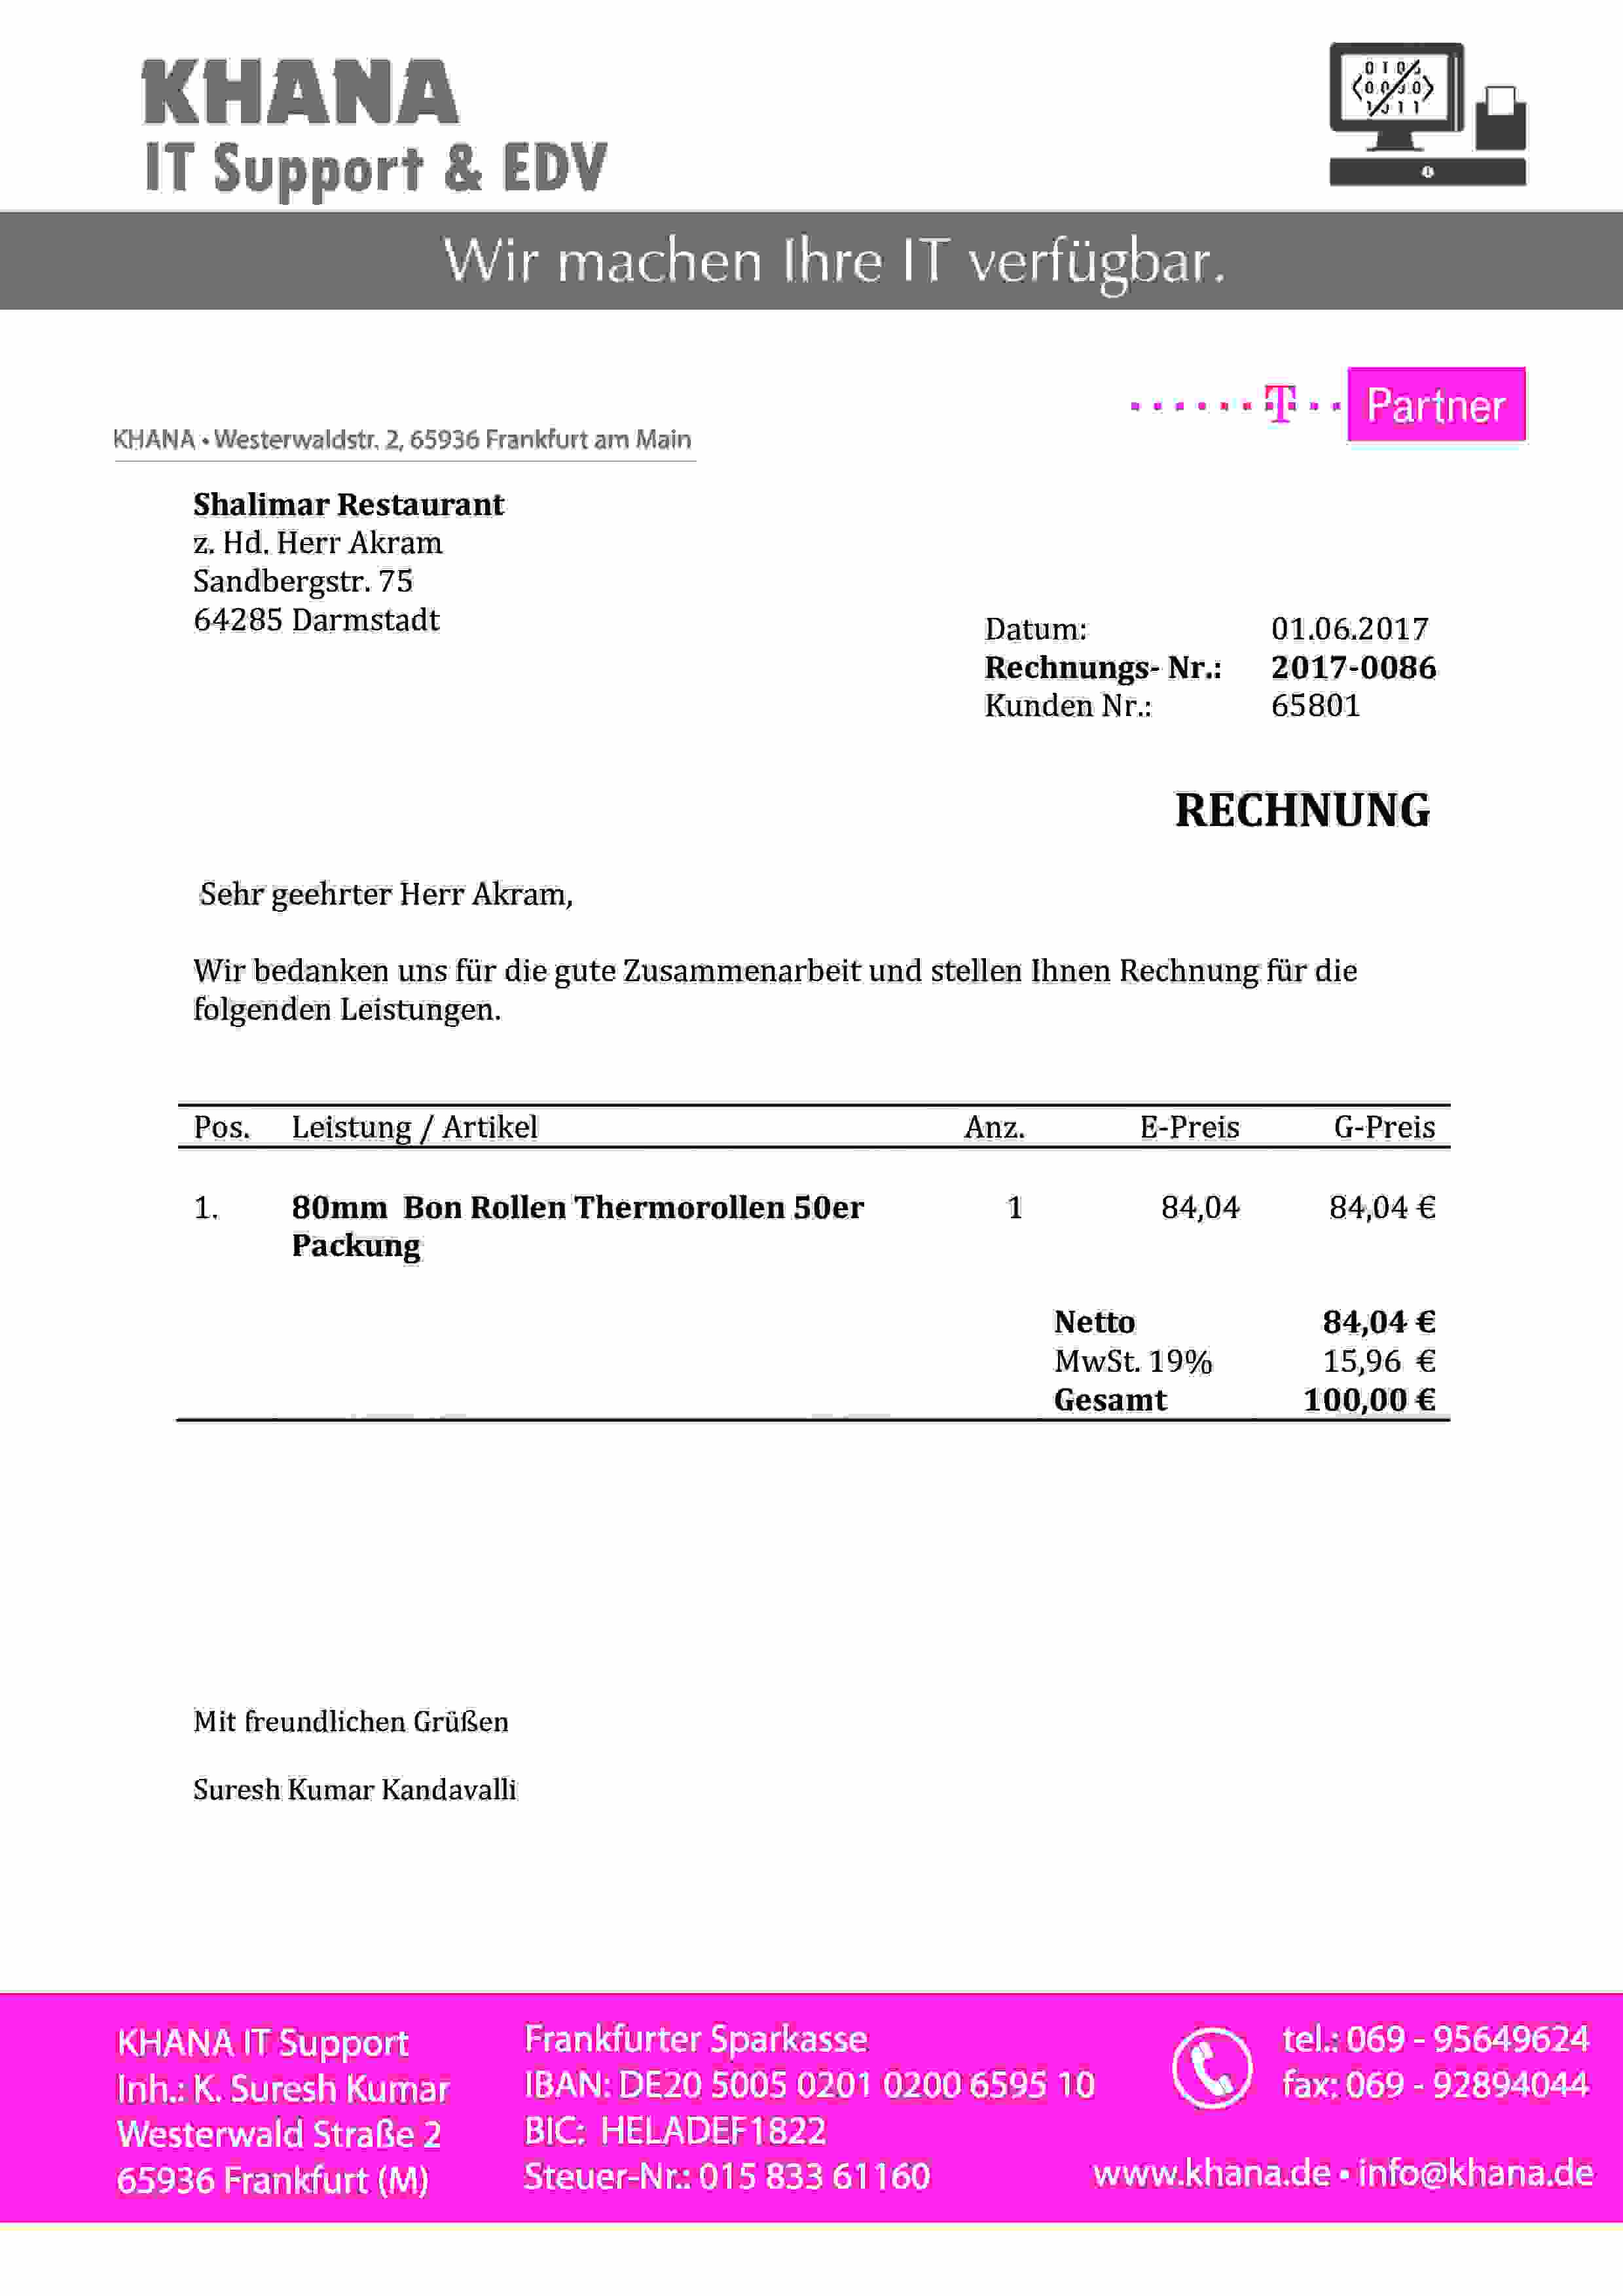 KHANA
IT Support & EDV
Wir machen Ihre IT verfügbar.
T Partner
KHANA • Westerwaldstr. 2, 65936 Frankfurt am Main
Shalimar Restaurant
z. Hd. Herr Akram
Sandbergstr. 75
64285 Darmstadt
Datum: 01.06.2017
Rechnungs- Nr.: 2017-0086
Kunden Nr.: 65801
RECHNUNG
Sehr geehrter Herr Akram,
Wir bedanken uns für die gute Zusammenarbeit und stellen Ihnen Rechnung für die
folgenden Leistungen.
Pos. Leistung / Artikel Anz. E-Preis G-Preis
1. 80mm Bon Rollen Thermorollen 50er 1 84,04 84,04 €
Packung
Netto 84,04 €
MwSt. 19% 15,96 €
Gesamt 100,00 €
Mit freundlichen Grüßen
Suresh Kumar Kandavalli
KHANA IT Support
Inh.: K. Suresh Kumar
Westerwald Straße 2
65936 Frankfurt (M)
Frankfurter Sparkasse
IBAN: DE20 5005 0201 0200 6595 10
BIC: HELADEF1822
Steuer-Nr.: 015 833 61160
tel.: 069 - 95649624
fax: 069 - 92894044
www.khana.de • info@khana.de